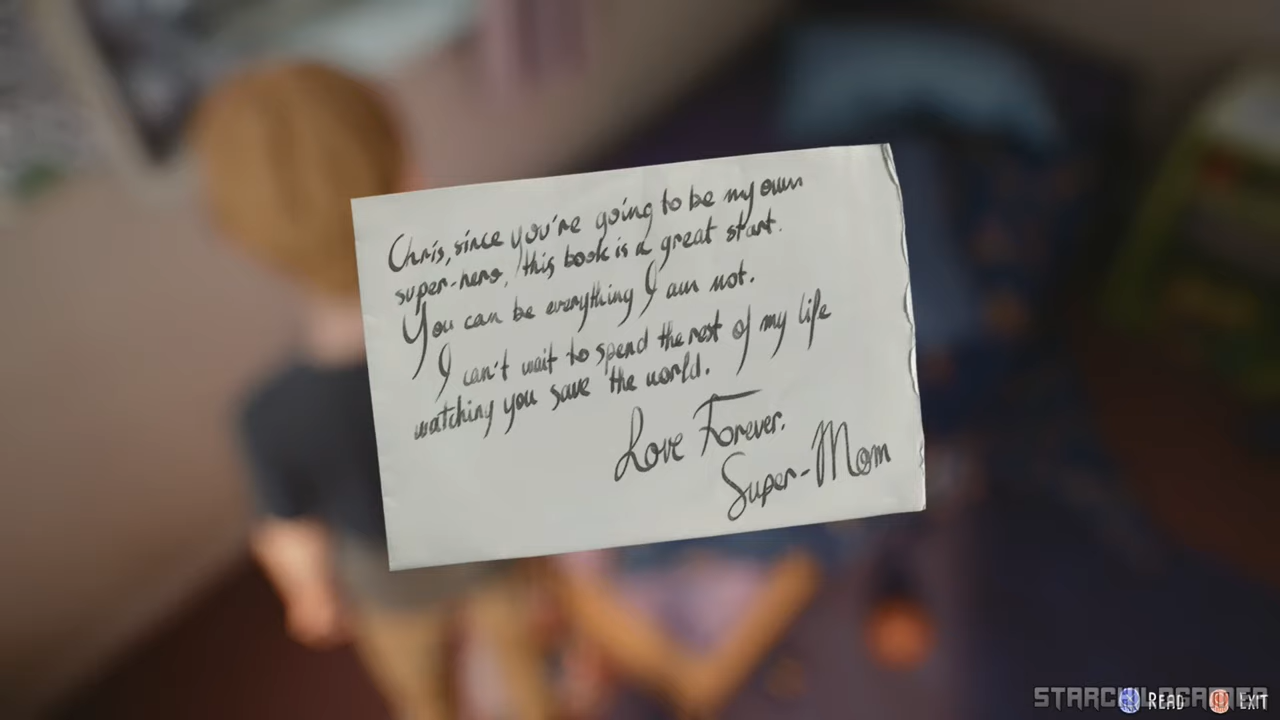 Chris, since you're going to be my own
super-hero, this book is a great start.
You can be everything I am not.
I can't wait to spend the rest of my life
watching you save the world.
Love Forever.
Super-Mom
STARCHILDGAMER
READ
EXIT